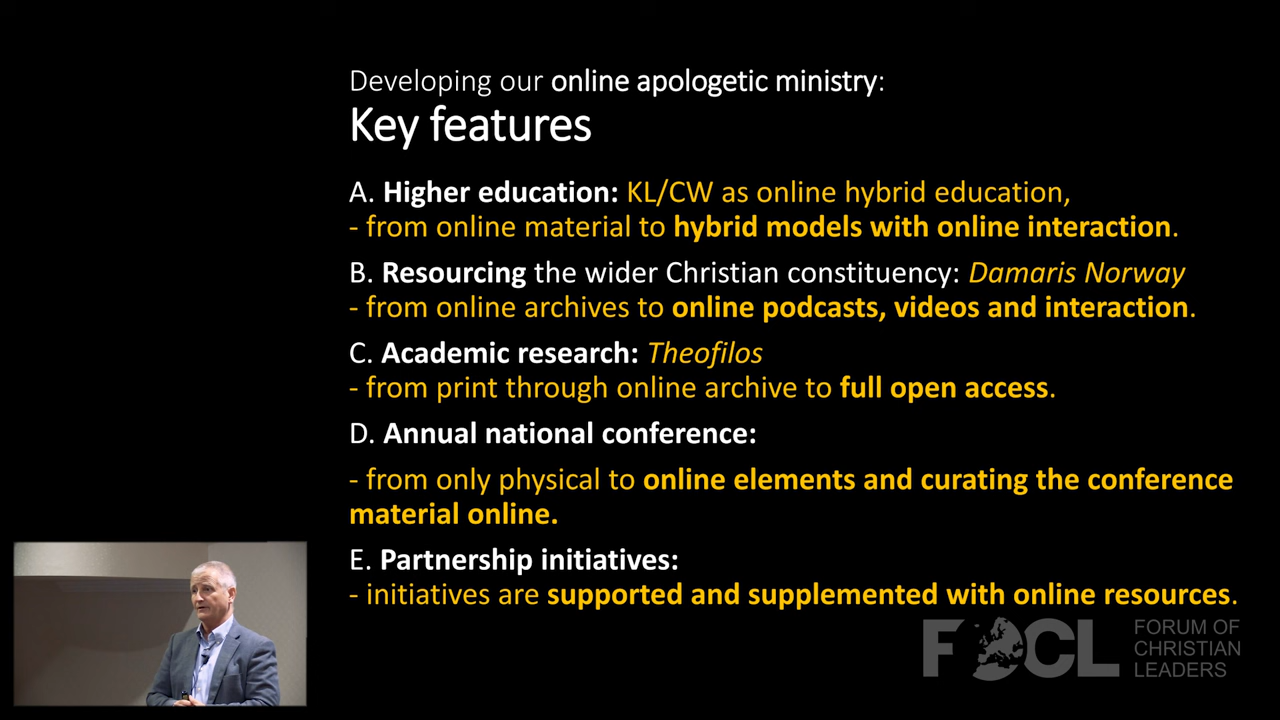 Developing our online apologetic ministry:
Key features
A. Higher education: KL/CW as online hybrid education,
- from online material to hybrid models with online interaction.
B. Resourcing the wider Christian constituency: Damaris Norway
- from online archives to online podcasts, videos and interaction.
C. Academic research: Theofilos
- from print through online archive to full open access.
D. Annual national conference:
- from only physical to online elements and curating the conference
material online.
E. Partnership initiatives:
- initiatives are supported and supplemented with online resources.
FOCL
FORUM OF
CHRISTIAN
LEADERS